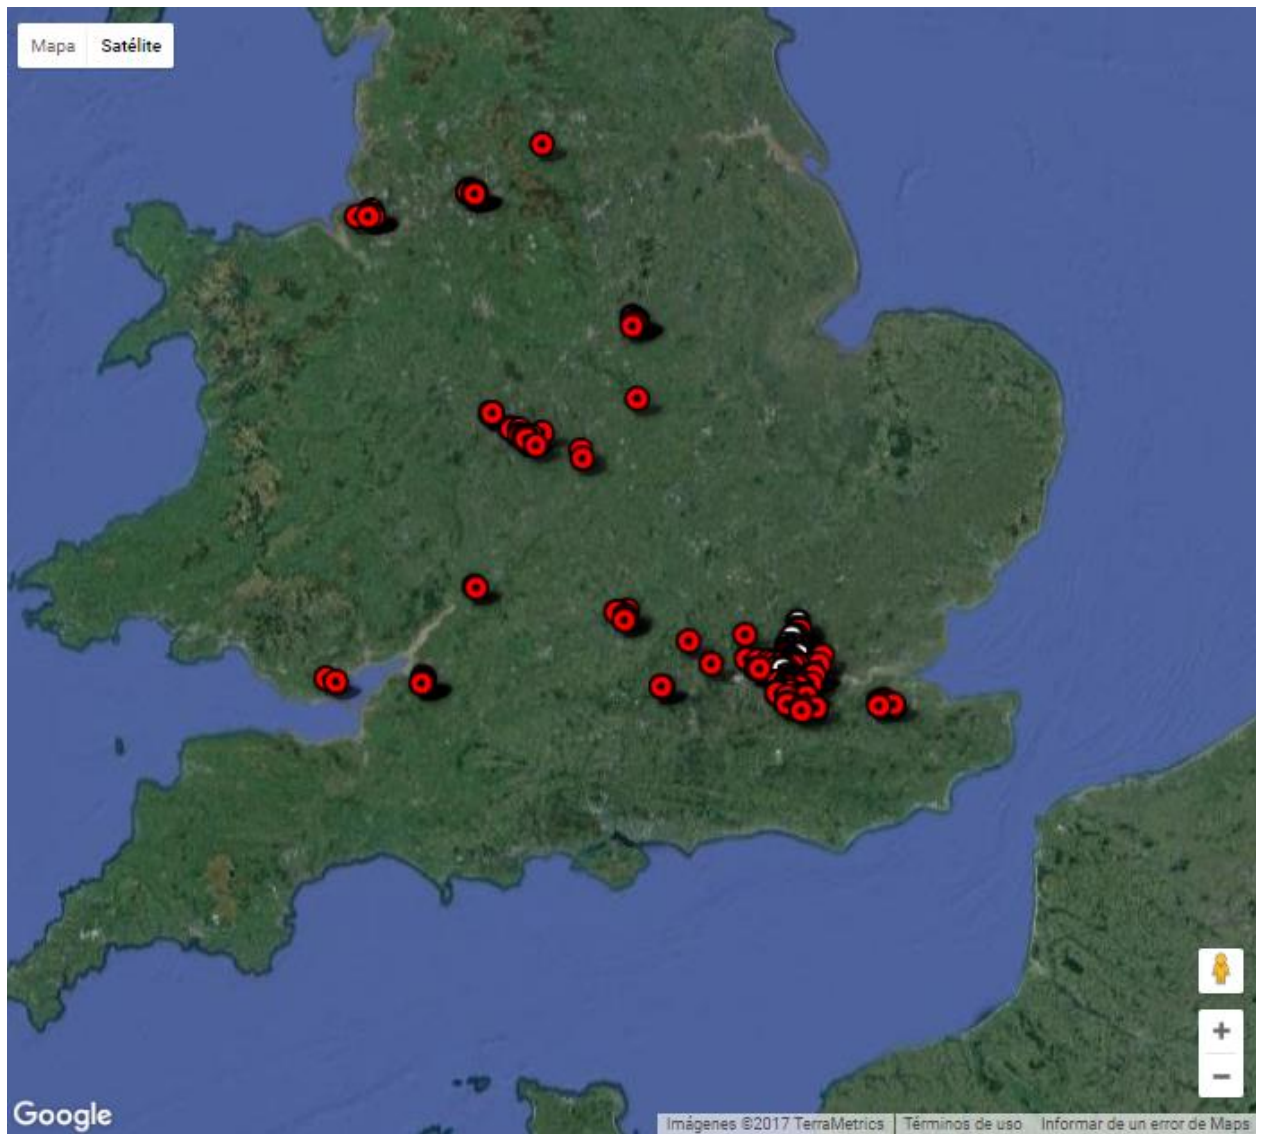 Mapa Satélite
Google
Imágenes ©2017 TerraMetrics Términos de uso Informar de un error de Maps